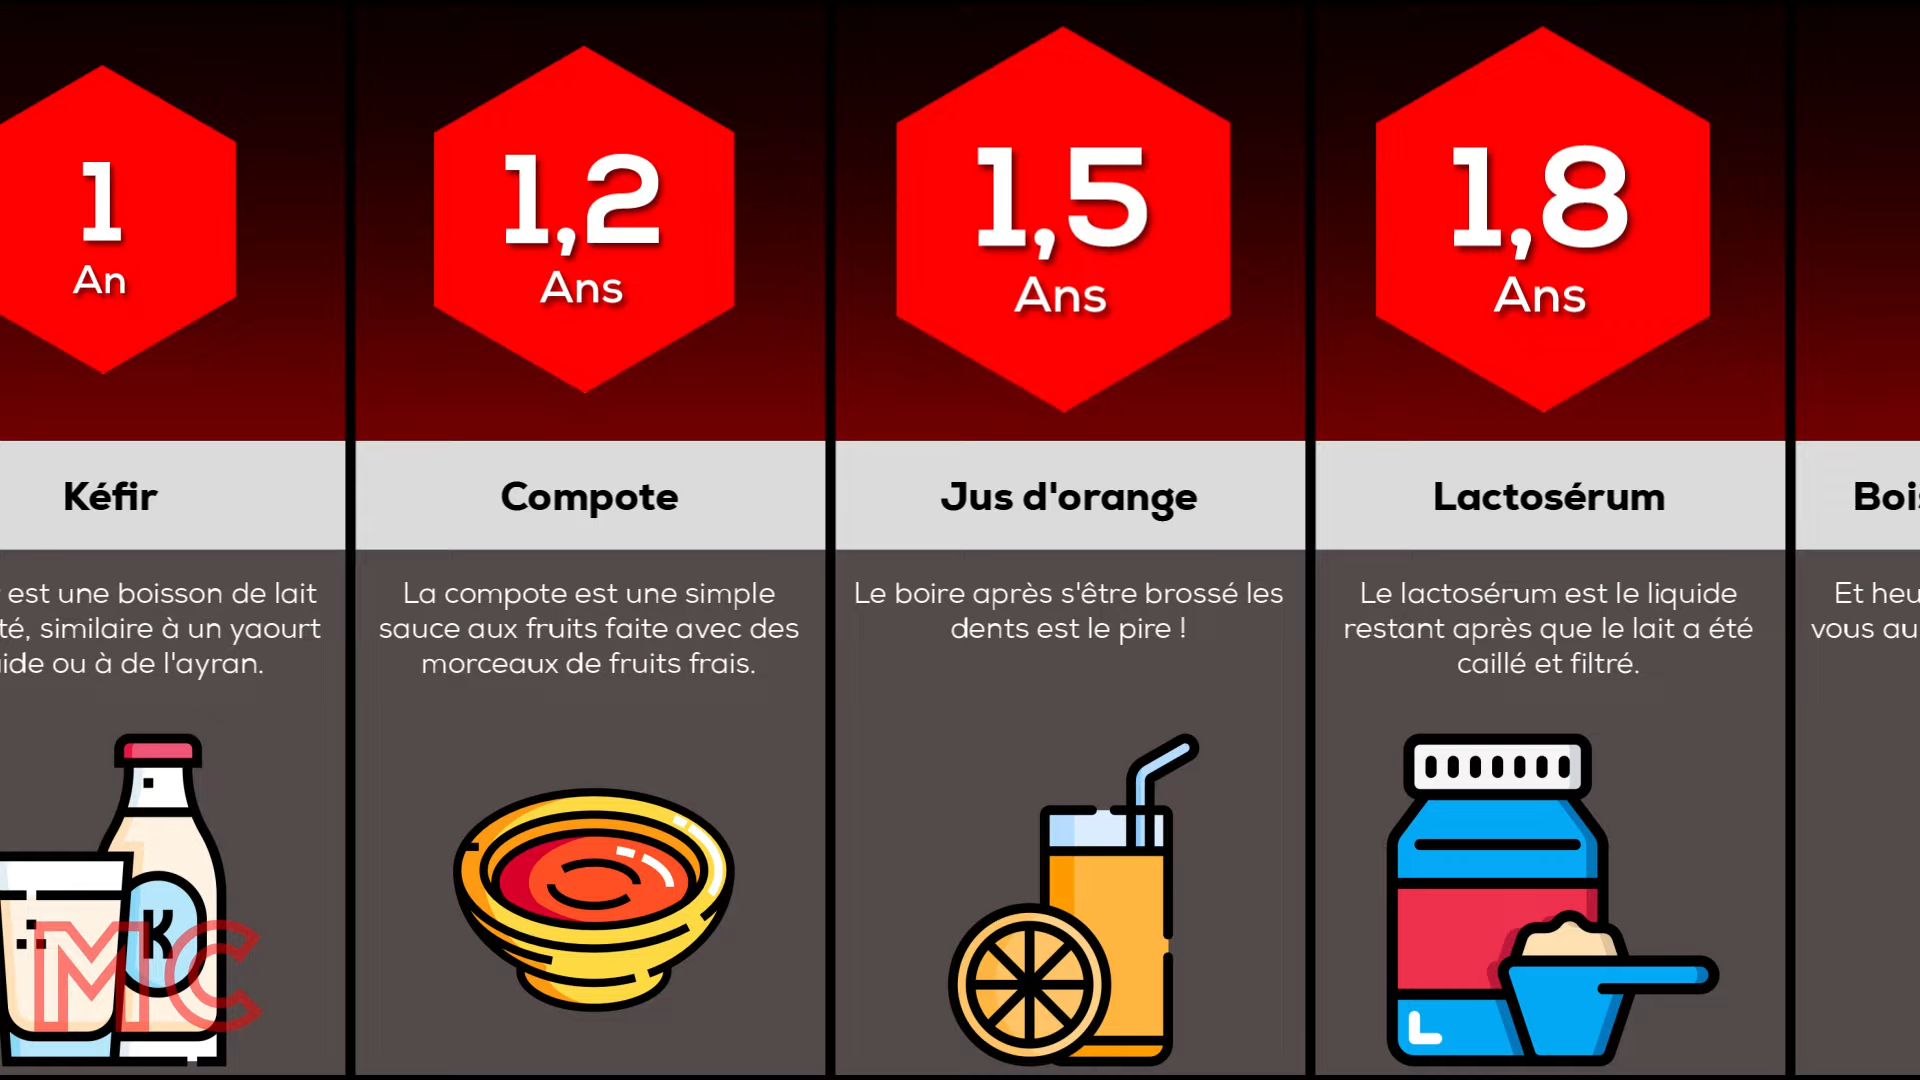 1
An
Kéfir
est une boisson de lait
similaire à un yaourt
ou à de l'ayran.
K
MC
1,2
Ans
Compote
La compote est une simple
sauce aux fruits faite avec des
morceaux de fruits frais.
1,5
Ans
Jus d'orange
Le boire après s'être brossé les
dents est le pire !
1,8
Ans
Lactosérum
Le lactosérum est le liquide
restant après que le lait a été
caillé et filtré.
Et
vous